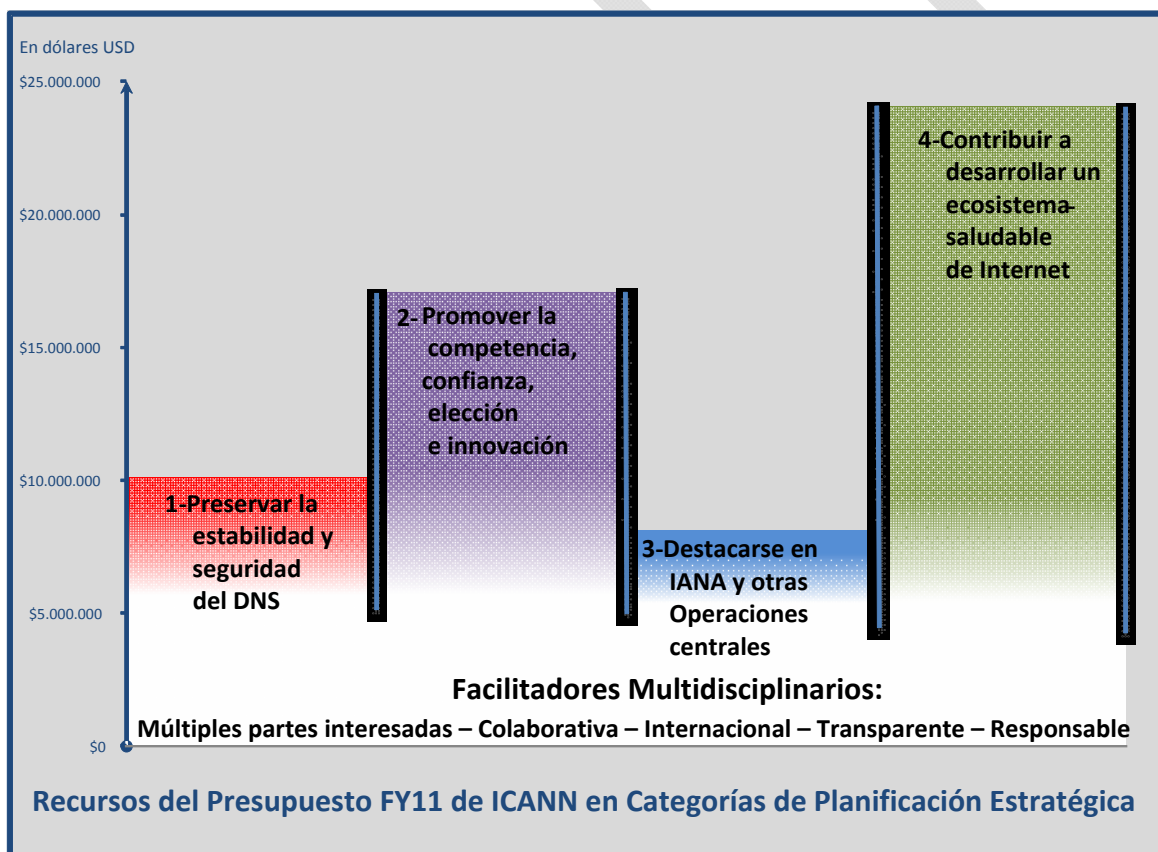 En dólares USD
$25.000.000
$20.000.000
$15.000.000
$10.000.000
$5.000.000
$0
1-Preservar la
estabilidad y
seguridad
del DNS
2- Promover la
competencia,
confianza,
elección
e innovación
3-Destacarse en
IANA y otras
Operaciones
centrales
4-Contribuir a
desarrollar un
ecosistema-
saludable
de Internet
Facilitadores Multidisciplinarios:
Múltiples partes interesadas – Colaborativa – Internacional – Transparente – Responsable
Recursos del Presupuesto FY11 de ICANN en Categorías de Planificación Estratégica